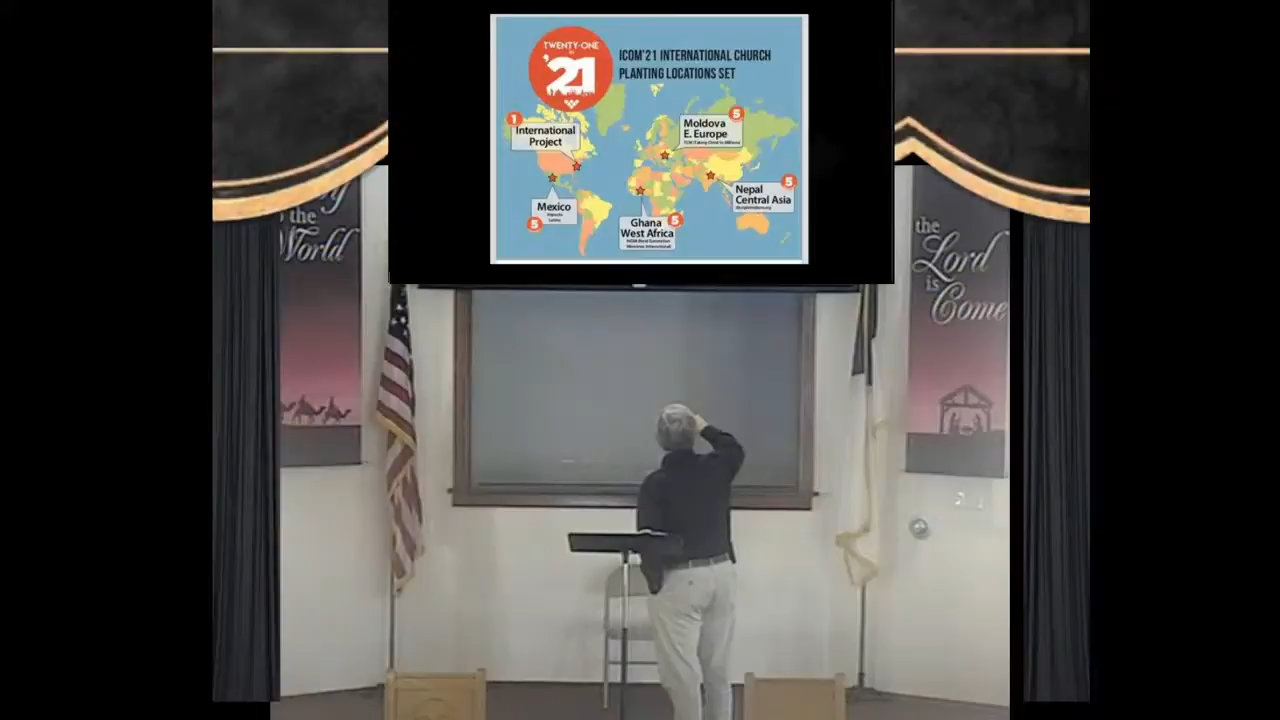 TWENTY-ONE
IN
'21
ICOM'21 INTERNATIONAL CHURCH
PLANTING LOCATIONS SET
1
International
Project
Moldova
E. Europe
5
Mexico
5
Ghana
West Africa
5
Nepal
Central Asia
5
the
World
the
Lord
is
Come